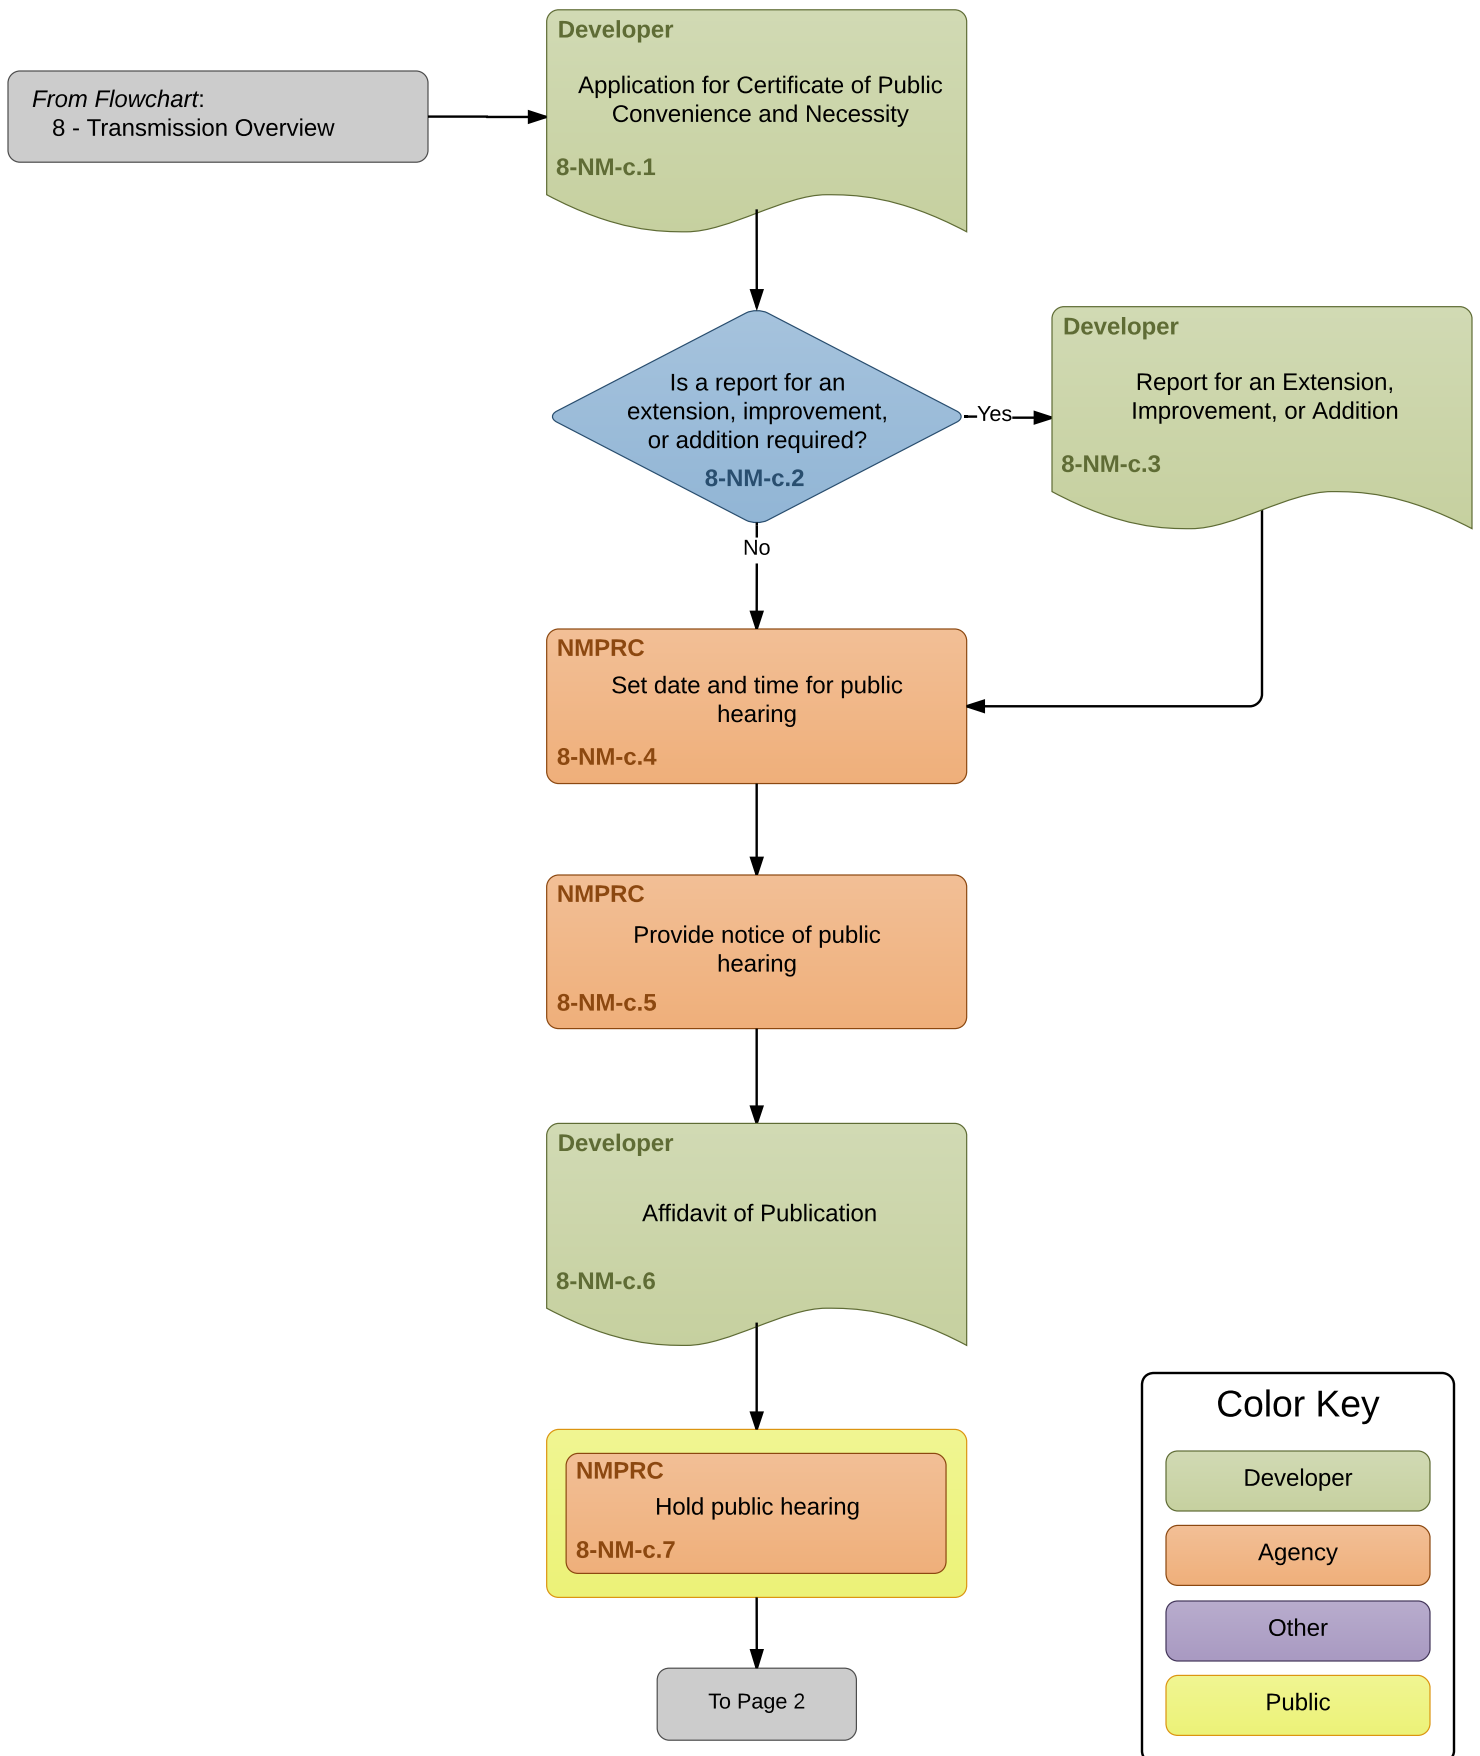 Developer
Application for Certificate of Public
Convenience and Necessity
8-NM-c.1
From Flowchart:
8 - Transmission Overview
Is a report for an
extension, improvement,
or addition required?
8-NM-c.2
Yes
Developer
Report for an Extension,
Improvement, or Addition
8-NM-c.3
No
NMPRC
Set date and time for public
hearing
8-NM-c.4
NMPRC
Provide notice of public
hearing
8-NM-c.5
Developer
Affidavit of Publication
8-NM-c.6
NMPRC
Hold public hearing
8-NM-c.7
To Page 2
Color Key
Developer
Agency
Other
Public